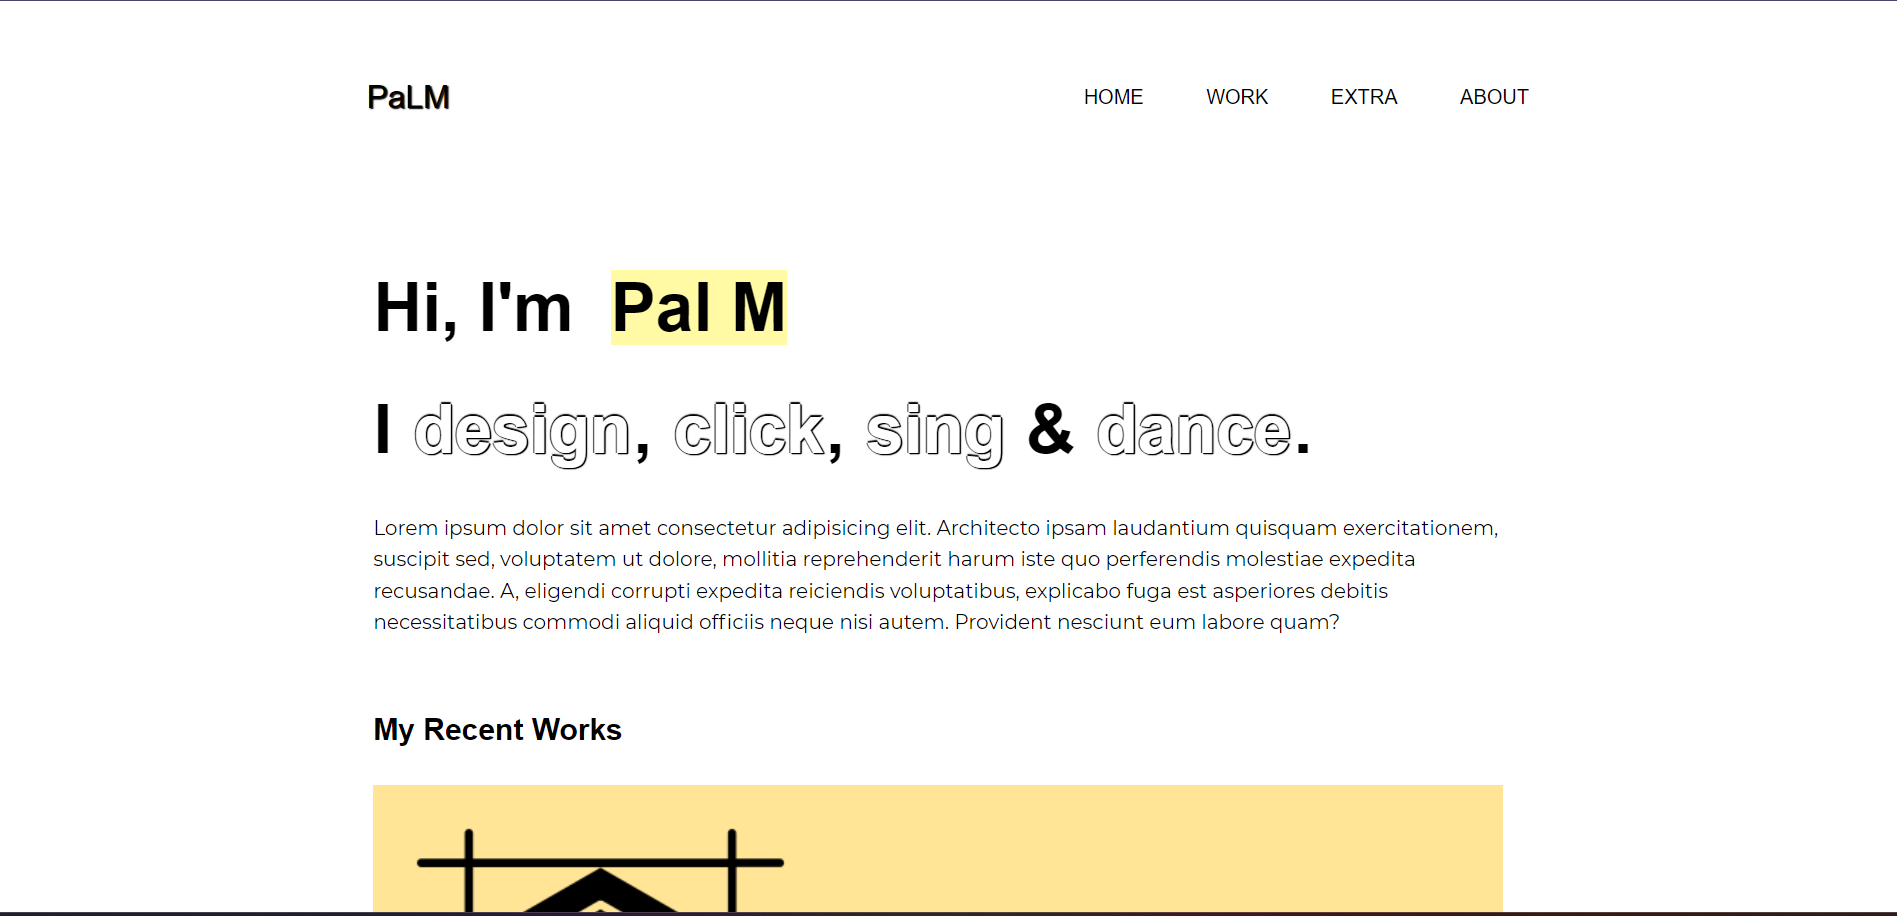 PaLM
HOME WORK EXTRA ABOUT
Hi, I'm Pal M
I design, click, sing & dance.
Lorem ipsum dolor sit amet consectetur adipisicing elit. Architecto ipsam laudantium quisquam exercitationem,
suscipit sed, voluptatem ut dolore, mollitia reprehenderit harum iste quo perferendis molestiae expedita
recusandae. A, eligendi corrupti expedita reiciendis voluptatibus, explicabo fuga est asperiores debitis
necessitatibus commodi aliquid officiis neque nisi autem. Provident nesciunt eum labore quam?
My Recent Works